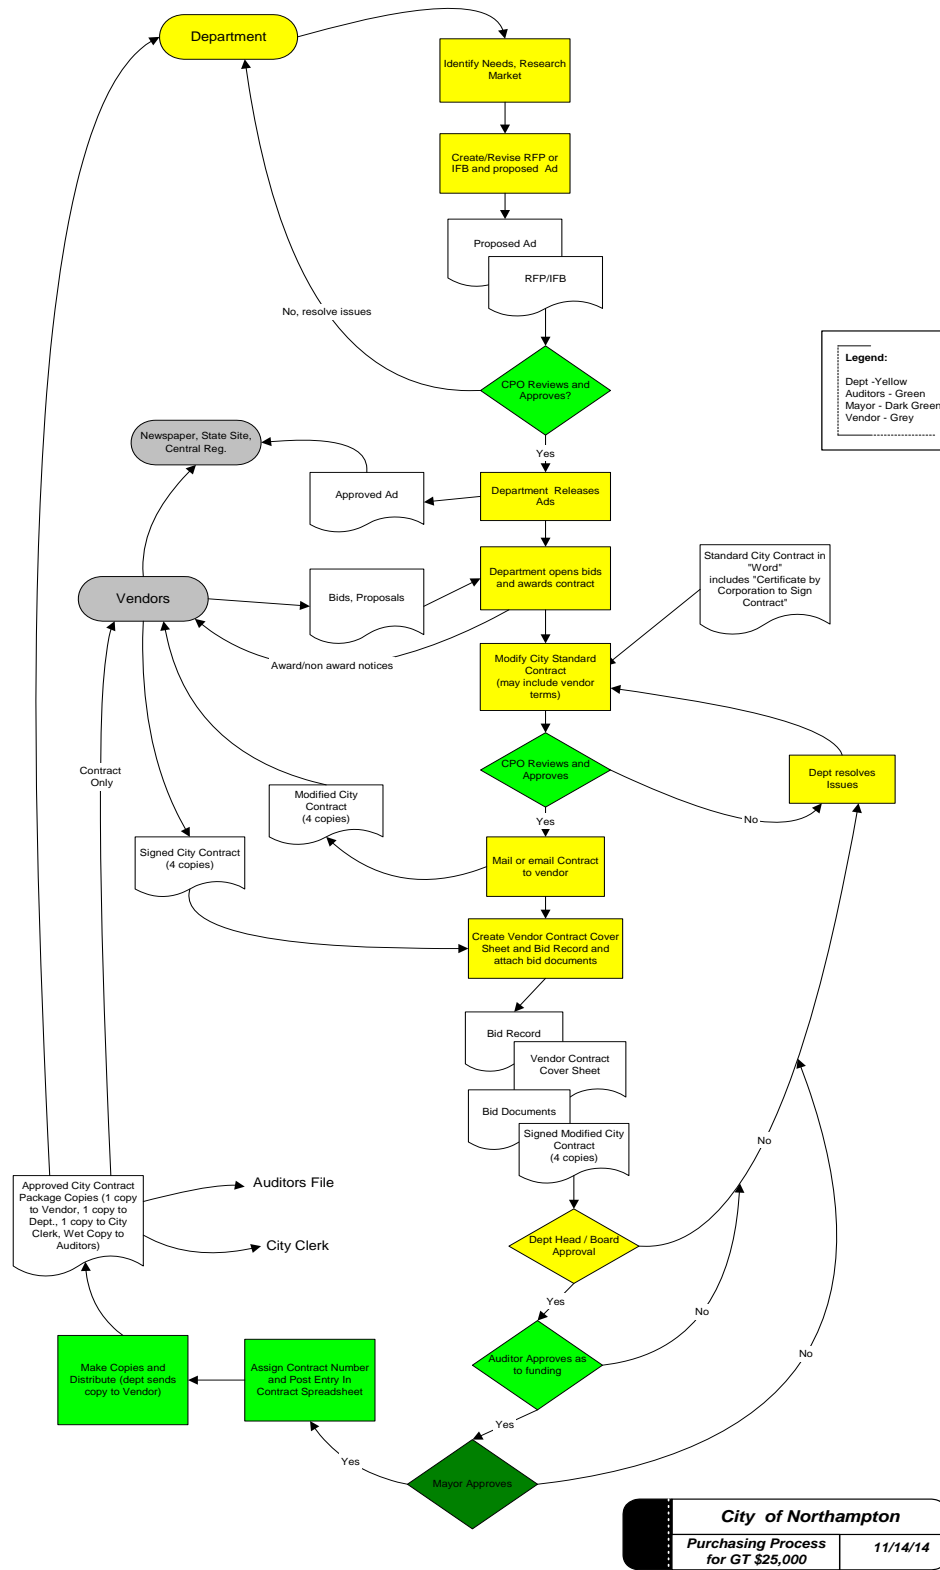 Department
Identify Needs, Research
Market
Create/Revise RFP or
IFB and proposed Ad
Proposed Ad
RFP/IFB
No, resolve issues
Legend:
Dept -Yellow
Auditors - Green
Mayor - Dark Green
Vendor - Grey
CPO Reviews and
Approves?
Newspaper, State Site,
Central Reg.
Yes
Approved Ad
Department Releases
Ads
Standard City Contract in
"Word"
includes "Certificate by
Corporation to Sign
Contract"
Department opens bids
and awards contract
Vendors
Bids, Proposals
Award/non award notices
Modify City Standard
Contract
(may include vendor
terms)
Contract
Only
CPO Reviews and
Approves
Dept resolves
Issues
Modified City
Contract
(4 copies)
No
Yes
Signed City Contract
(4 copies)
Mail or email Contract
to vendor
Create Vendor Contract Cover
Sheet and Bid Record and
attach bid documents
Bid Record
Vendor Contract
Cover Sheet
Bid Documents
Signed Modified City
Contract
(4 copies)
No
Approved City Contract
Package Copies (1 copy
to Vendor, 1 copy to
Dept., 1 copy to City
Clerk, Wet Copy to
Auditors)
Auditors File
City Clerk
Dept Head / Board
Approval
Yes
No
No
Make Copies and
Distribute (dept sends
copy to Vendor)
Assign Contract Number
and Post Entry In
Contract Spreadsheet
Auditor Approves as
to funding
Yes
Yes
Mayor Approves
City of Northampton
Purchasing Process
for GT $25,000
11/14/14